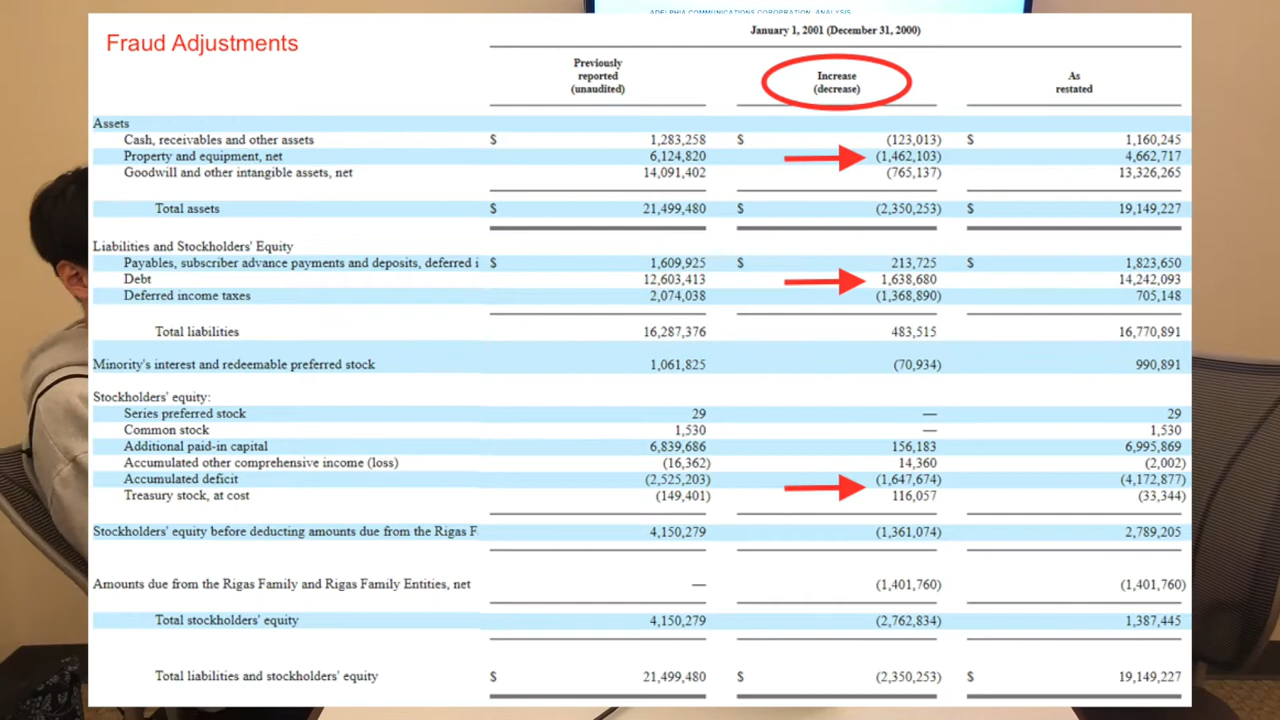 ADELPHIA COMMUNICATIONS COROPRATION, ANALYSIS
Fraud Adjustments
January 1, 2001 (December 31, 2000)
Previously reported (unaudited) Increase (decrease) As restated
Assets
Cash, receivables and other assets $ 1,283,258 $ (123,013) $ 1,160,245
Property and equipment, net 6,124,820 (1,462,103) 4,662,717
Goodwill and other intangible assets, net 14,091,402 (765,137) 13,326,265
Total assets $ 21,499,480 $ (2,350,253) $ 19,149,227
Liabilities and Stockholders' Equity
Payables, subscriber advance payments and deposits, deferred i $ 1,609,925 $ 213,725 $ 1,823,650
Debt 12,603,413 1,638,680 14,242,093
Deferred income taxes 2,074,038 (1,368,890) 705,148
Total liabilities 16,287,376 483,515 16,770,891
Minority's interest and redeemable preferred stock 1,061,825 (70,934) 990,891
Stockholders' equity:
Series preferred stock 29 — 29
Common stock 1,530 — 1,530
Additional paid-in capital 6,839,686 156,183 6,995,869
Accumulated other comprehensive income (loss) (16,362) 14,360 (2,002)
Accumulated deficit (2,525,203) (1,647,674) (4,172,877)
Treasury stock, at cost (149,401) 116,057 (33,344)
Stockholders' equity before deducting amounts due from the Rigas F 4,150,279 (1,361,074) 2,789,205
Amounts due from the Rigas Family and Rigas Family Entities, net — (1,401,760) (1,401,760)
Total stockholders' equity 4,150,279 (2,762,834) 1,387,445
Total liabilities and stockholders' equity $ 21,499,480 $ (2,350,253) $ 19,149,227